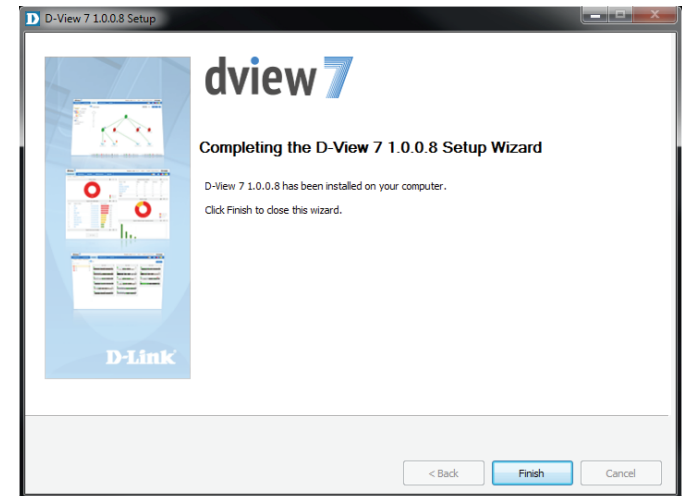 D-View 7 1.0.0.8 Setup
dview 7
Completing the D-View 7 1.0.0.8 Setup Wizard
D-View 7 1.0.0.8 has been installed on your computer.
Click Finish to close this wizard.
D-Link
< Back
Finish
Cancel